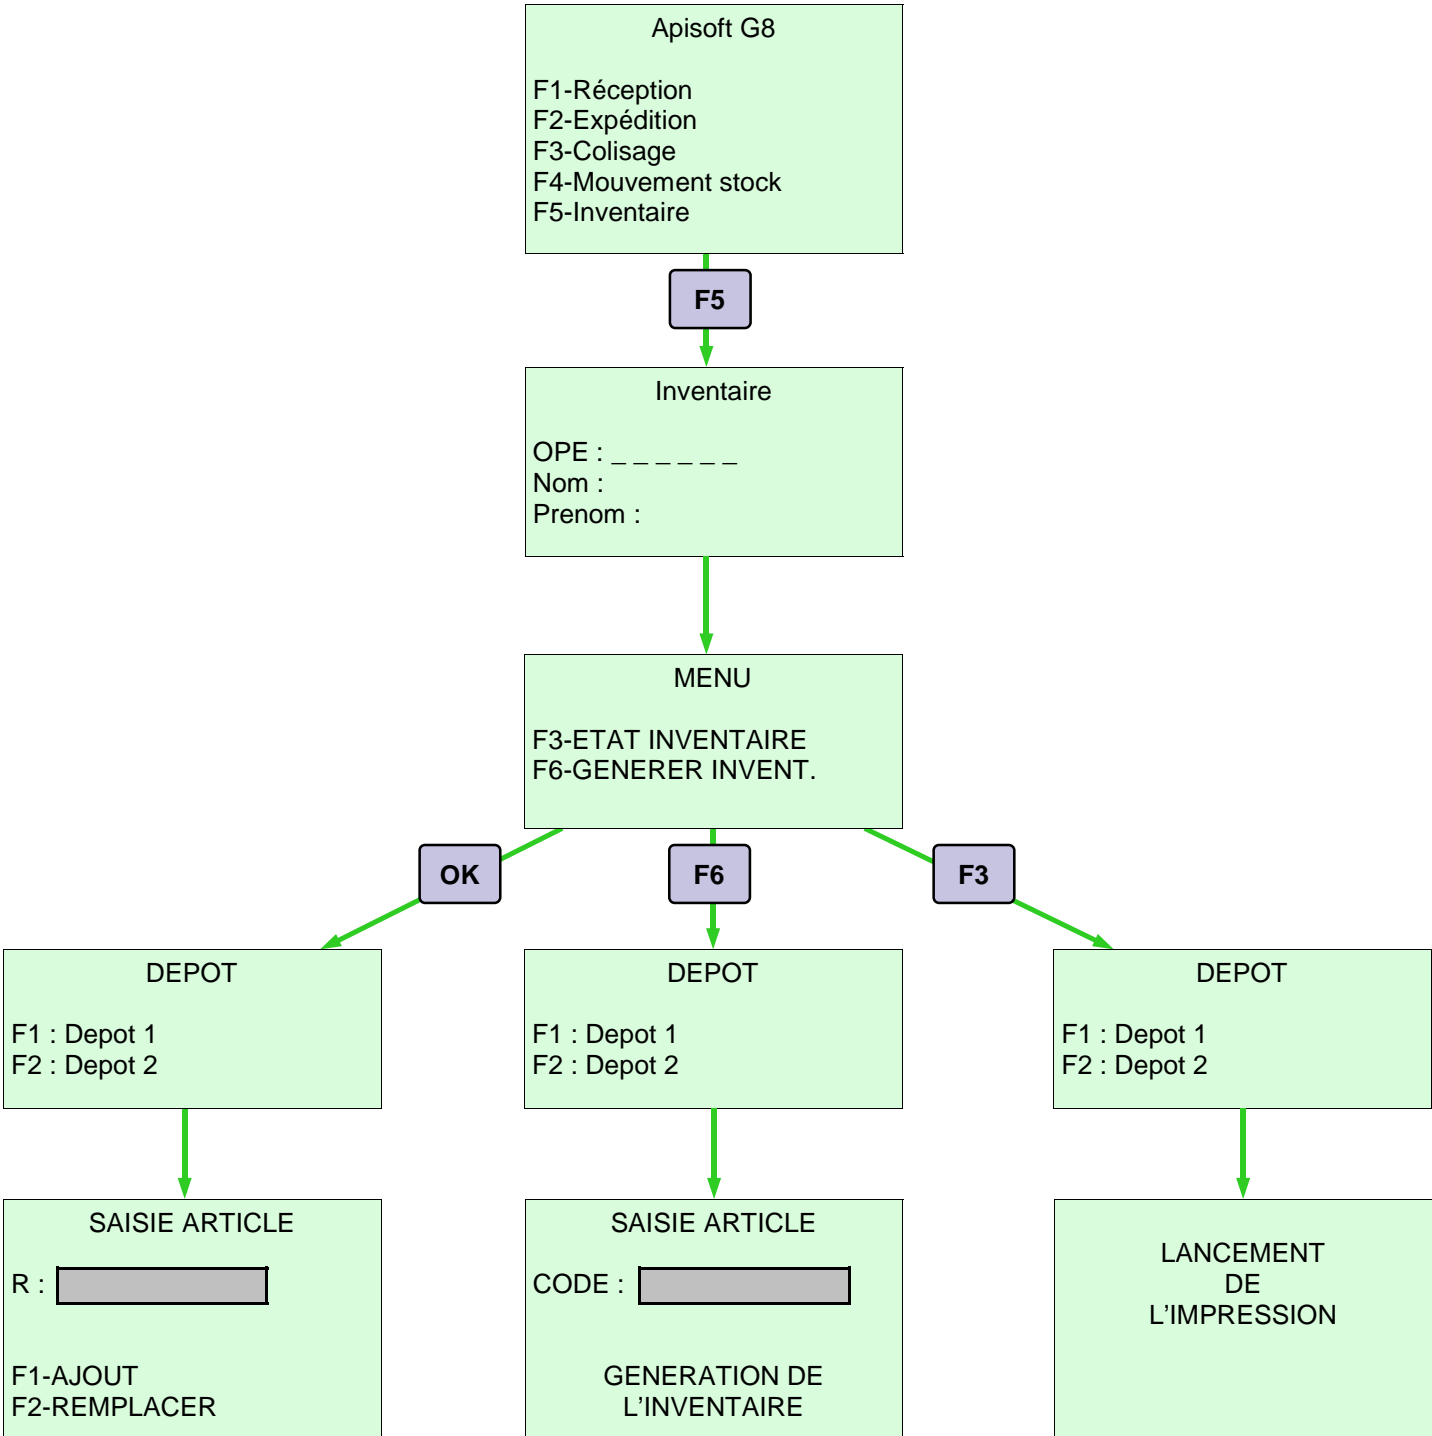 Apisoft G8
F1-Réception
F2-Expédition
F3-Colisage
F4-Mouvement stock
F5-Inventaire
F5
Inventaire
OPE : _ _ _ _ _ _
Nom :
Prenom :
MENU
F3-ETAT INVENTAIRE
F6-GENERER INVENT.
OK
F6
F3
DEPOT
F1 : Depot 1
F2 : Depot 2
DEPOT
F1 : Depot 1
F2 : Depot 2
DEPOT
F1 : Depot 1
F2 : Depot 2
SAISIE ARTICLE
R :
F1-AJOUT
F2-REMPLACER
SAISIE ARTICLE
CODE :
GENERATION DE
L'INVENTAIRE
LANCEMENT
DE
L'IMPRESSION